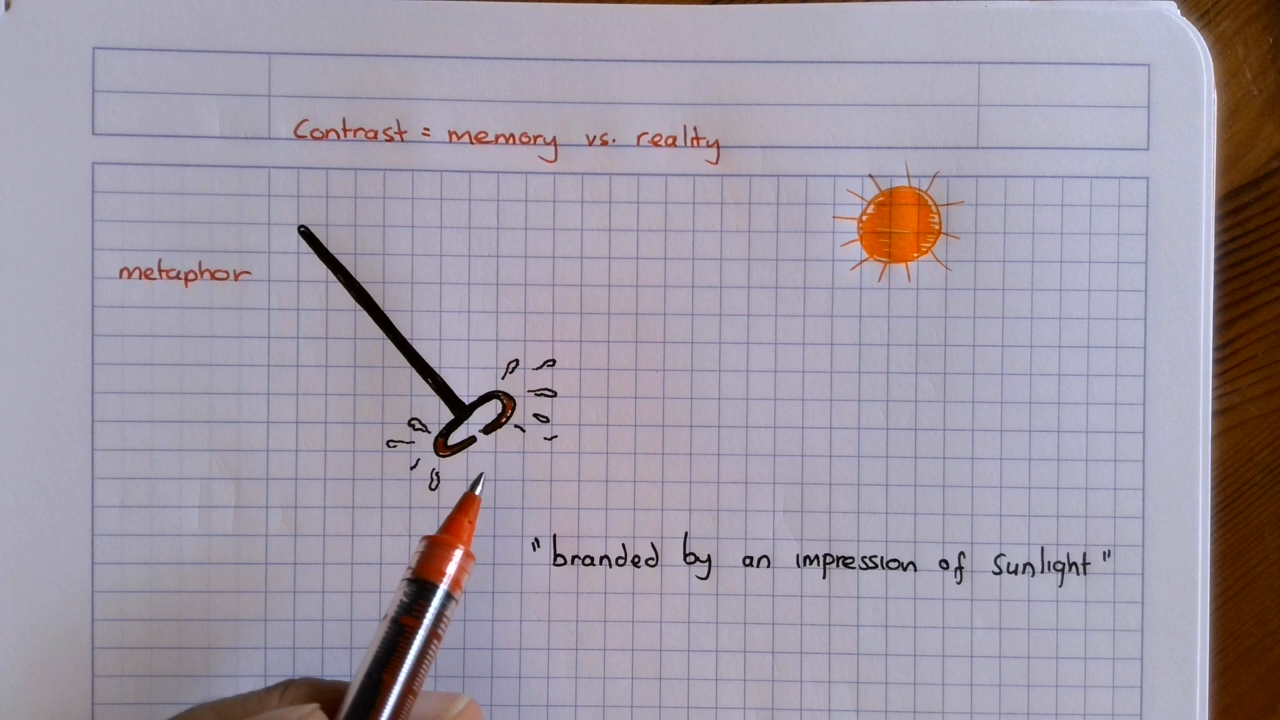 Contrast = memory vs. reality
metaphor
"branded by an impression of Sunlight"